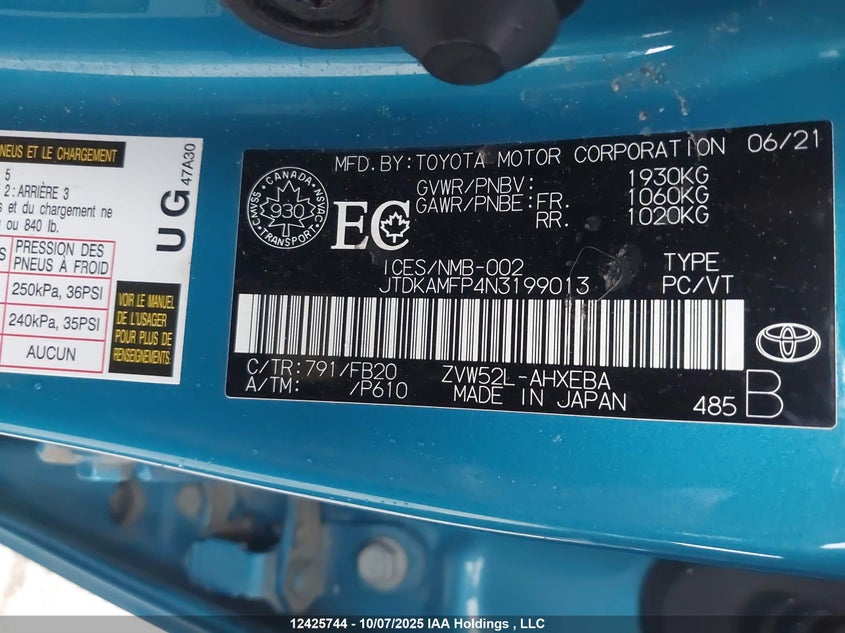 PNEUS ET LE CHARGEMENT
5
2 : ARRIÈRE 3
et du chargement ne
ou 840 lb.
PRESSION DES
PNEUS À FROID
250kPa, 36PSI
240kPa, 35PSI
AUCUN
VOIR LE MANUEL
DE L'USAGER
POUR PLUS DE
RENSEIGNEMENTS.
UG
47A30
MFD.BY:TOYOTA MOTOR CORPORATION 06/21
GVWR/PNBV: 1930KG
GAWR/PNBE:FR. 1060KG
RR. 1020KG
CANADA
CMVSS NSVAC
930
TRANSPORT
EC
ICES/NMB-002
JTDKAMFP4N3199013
TYPE
PC/VT
C/TR:791/FB20 ZVW52L-AHXEBA
A/TM: /P610 MADE IN JAPAN
485 B
12425744 - 10/07/2025 IAA Holdings , LLC